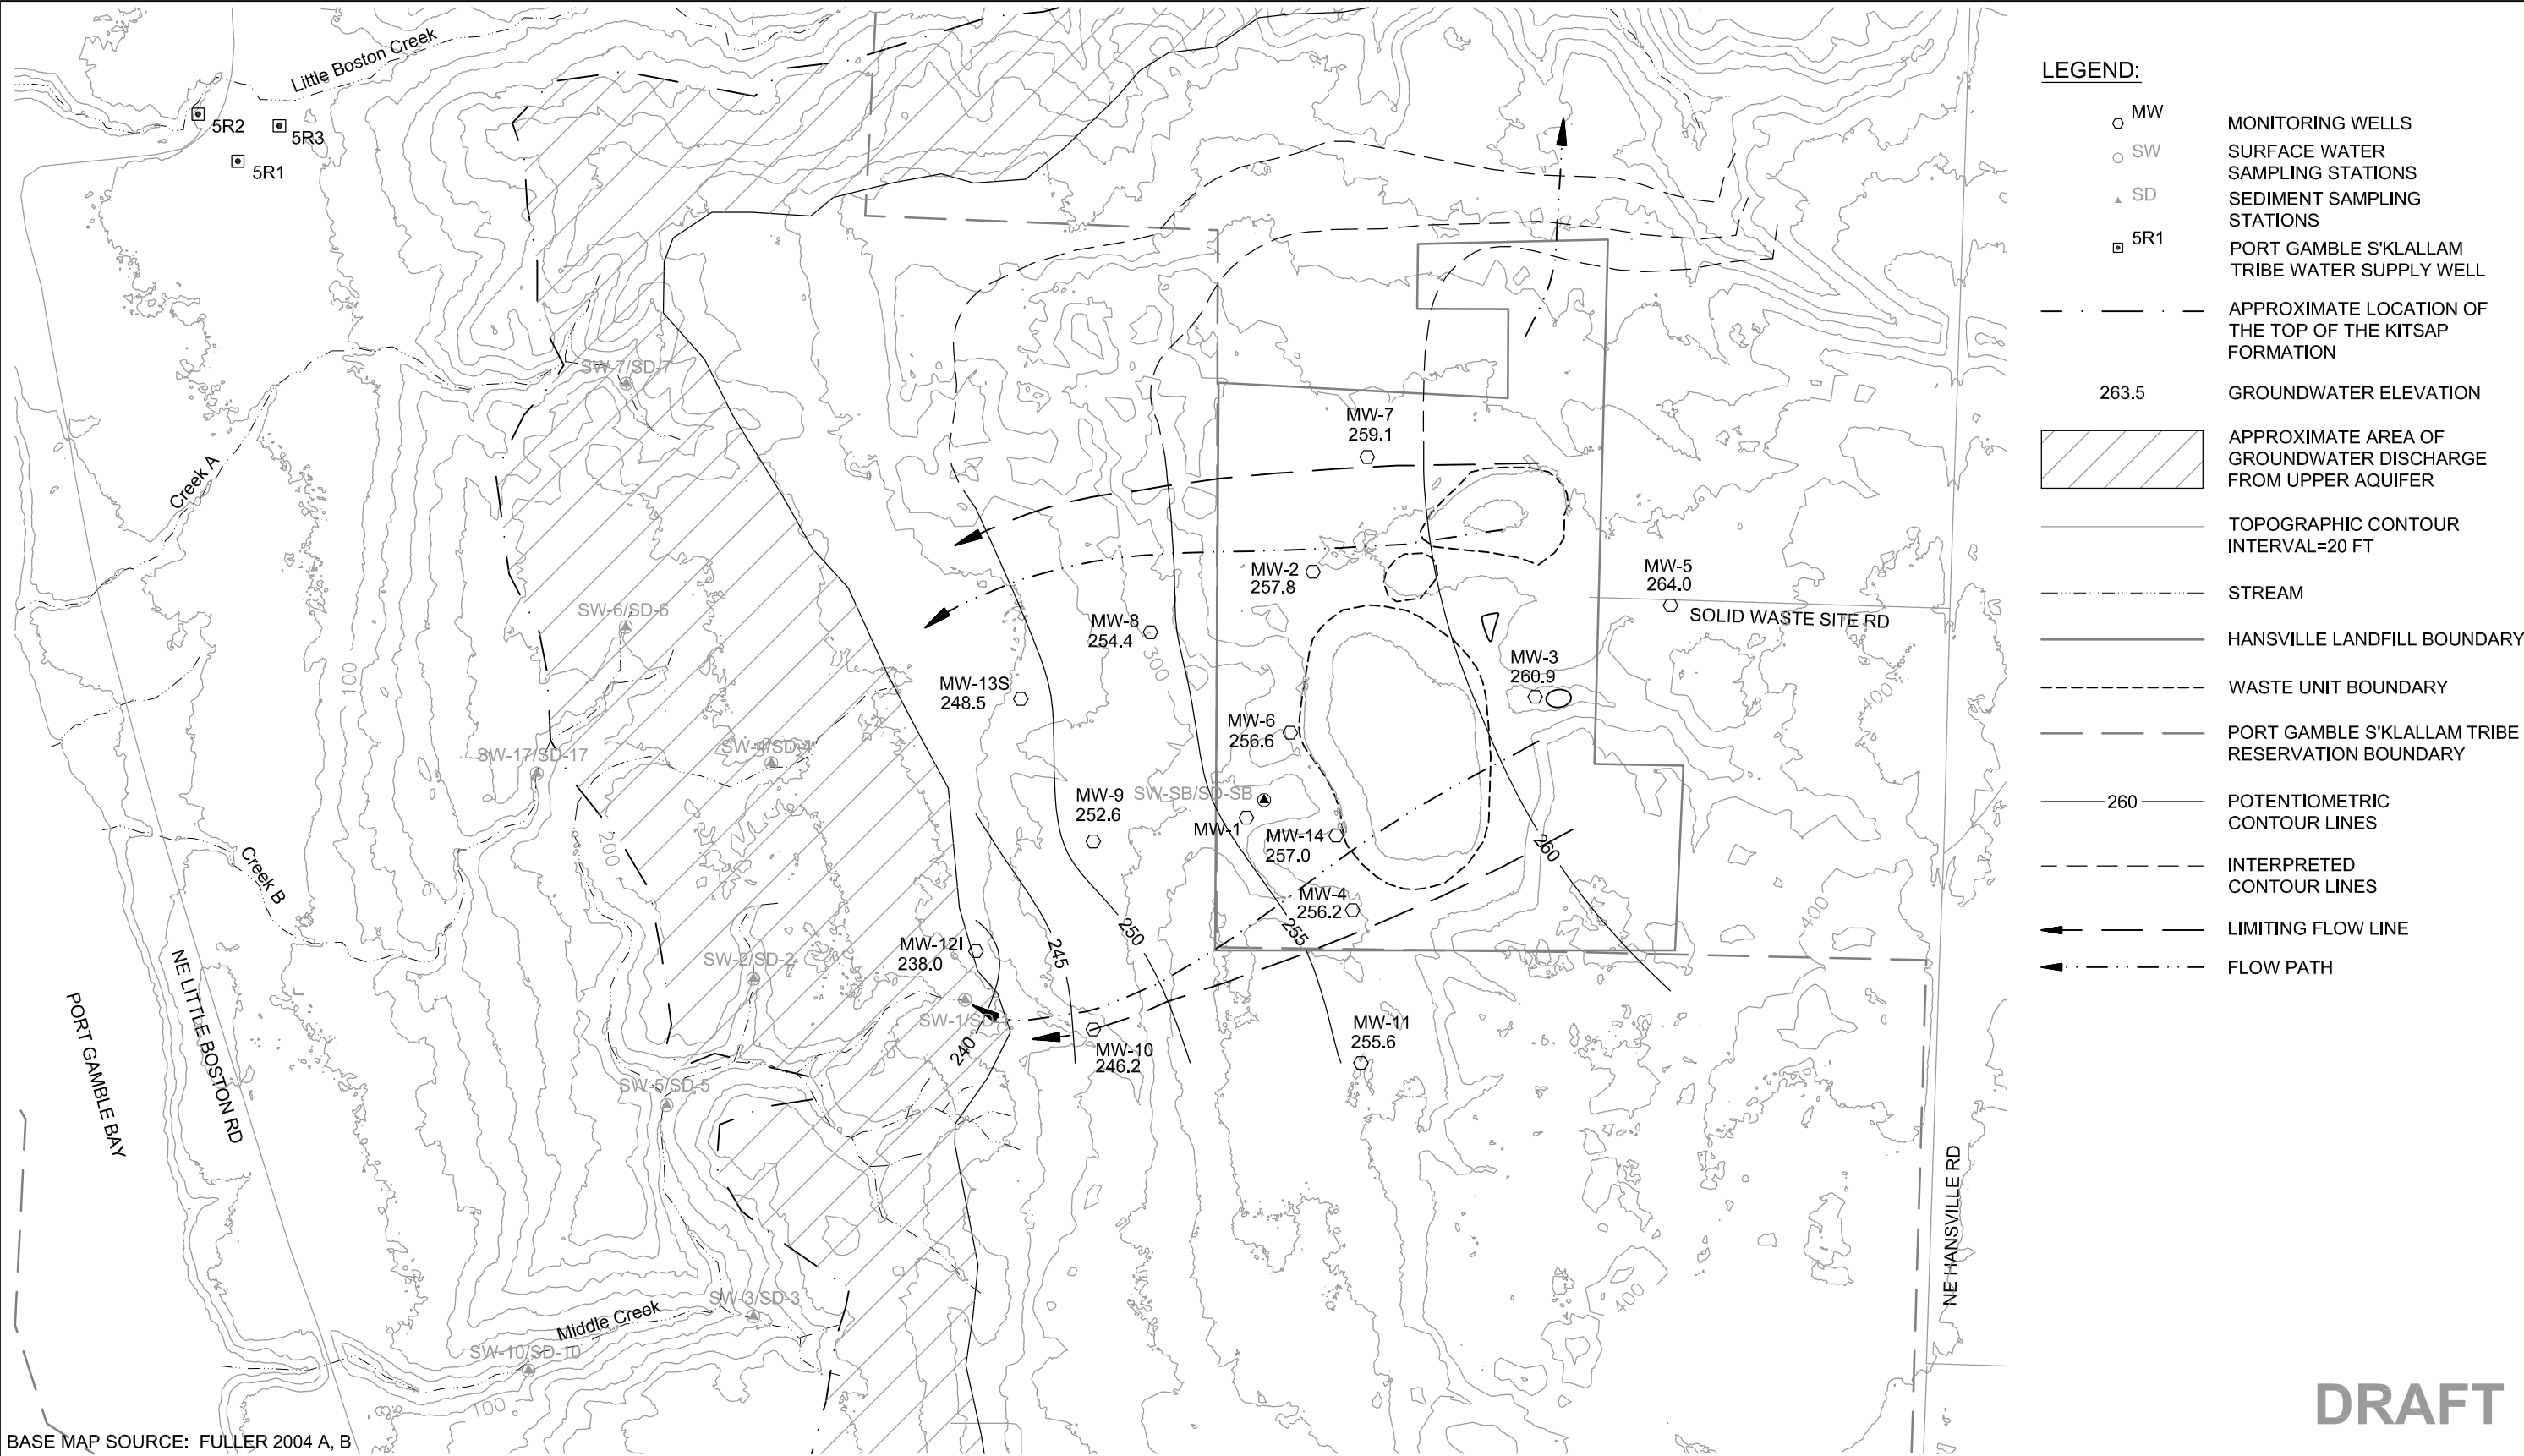 Little Boston Creek
5R2
5R3
5R1
Creek A
SW-7/SD-7
MW-7
259.1
MW-2
257.8
MW-5
264.0
SOLID WASTE SITE RD
SW-6/SD-6
MW-8
254.4
300
MW-3
260.9
100
MW-13S
248.5
400
MW-6
256.6
SW-17/SD-17
SW-4/SD-4
MW-9
252.6
SW-SB/SD-SB
MW-1
MW-14
257.0
260
200
Creek B
MW-4
256.2
255
250
245
400
MW-12I
238.0
SW-2/SD-2
SW-1/SD-
240
MW-10
246.2
MW-11
255.6
NE LITTLE BOSTON RD
PORT GAMBLE BAY
SW-5/SD-5
NE HANSVILLE RD
400
SW-3/SD-3
Middle Creek
SW-10/SD-10
100
BASE MAP SOURCE: FULLER 2004 A, B
LEGEND:
MW
MONITORING WELLS
SW
SURFACE WATER
SAMPLING STATIONS
SD
SEDIMENT SAMPLING
STATIONS
5R1
PORT GAMBLE S'KLALLAM
TRIBE WATER SUPPLY WELL
APPROXIMATE LOCATION OF
THE TOP OF THE KITSAP
FORMATION
263.5
GROUNDWATER ELEVATION
APPROXIMATE AREA OF
GROUNDWATER DISCHARGE
FROM UPPER AQUIFER
TOPOGRAPHIC CONTOUR
INTERVAL=20 FT
STREAM
HANSVILLE LANDFILL BOUNDARY
WASTE UNIT BOUNDARY
PORT GAMBLE S'KLALLAM TRIBE
RESERVATION BOUNDARY
260
POTENTIOMETRIC
CONTOUR LINES
INTERPRETED
CONTOUR LINES
LIMITING FLOW LINE
FLOW PATH
DRAFT